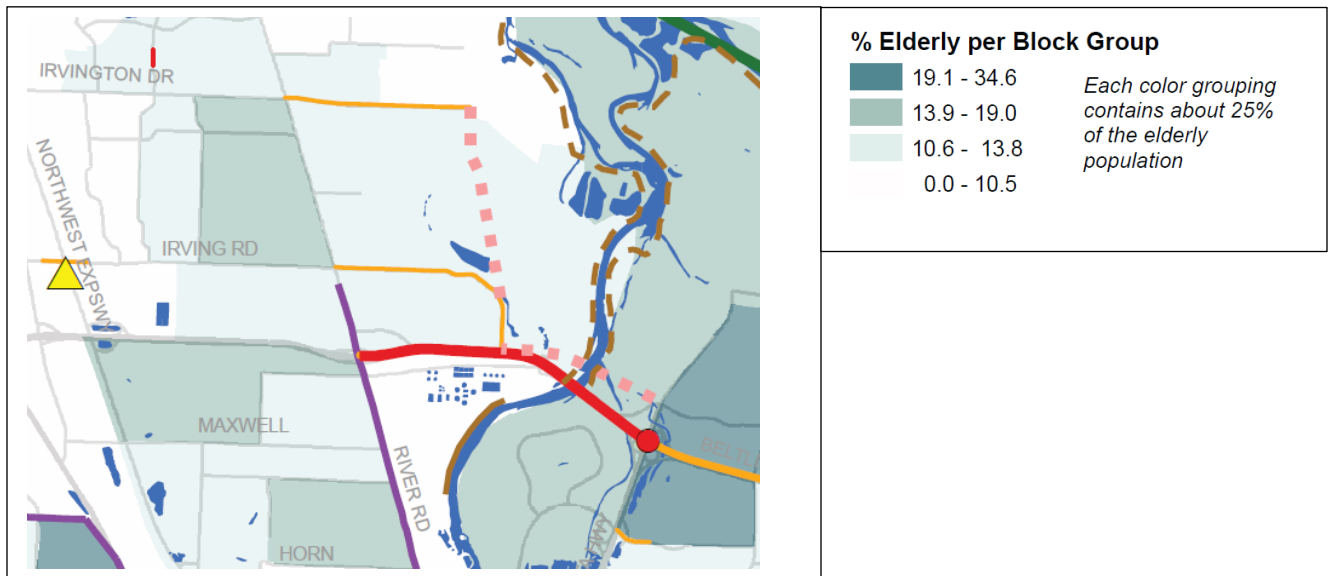 IRVINGTON DR
NORTHWEST EXPSWY
IRVING RD
MAXWELL
RIVER RD
HORN
% Elderly per Block Group
19.1 - 34.6
13.9 - 19.0
10.6 - 13.8
0.0 - 10.5
Each color grouping
contains about 25%
of the elderly
population